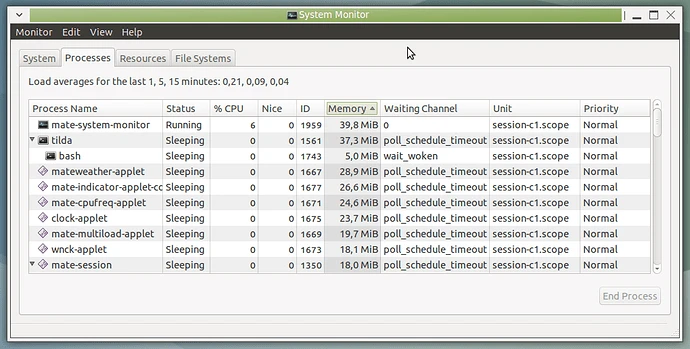 System Monitor
Monitor Edit View Help
System Processes Resources File Systems
Load averages for the last 1, 5, 15 minutes: 0,21, 0,09, 0,04
Process Name Status % CPU Nice ID Memory Waiting Channel Unit Priority
mate-system-monitor Running 6 0 1959 39,8 MiB 0 session-c1.scope Normal
tilda Sleeping 0 0 1561 37,3 MiB poll_schedule_timeout session-c1.scope Normal
bash Sleeping 0 0 1743 5,0 MiB wait_woken session-c1.scope Normal
mateweather-applet Sleeping 0 0 1667 28,9 MiB poll_schedule_timeout session-c1.scope Normal
mate-indicator-applet-co Sleeping 0 0 1677 26,6 MiB poll_schedule_timeout session-c1.scope Normal
mate-cpufreq-applet Sleeping 0 0 1671 24,6 MiB poll_schedule_timeout session-c1.scope Normal
clock-applet Sleeping 0 0 1675 23,7 MiB poll_schedule_timeout session-c1.scope Normal
mate-multiload-applet Sleeping 0 0 1669 19,7 MiB poll_schedule_timeout session-c1.scope Normal
wnck-applet Sleeping 0 0 1673 18,1 MiB poll_schedule_timeout session-c1.scope Normal
mate-session Sleeping 0 0 1350 18,0 MiB poll_schedule_timeout session-c1.scope Normal
End Process